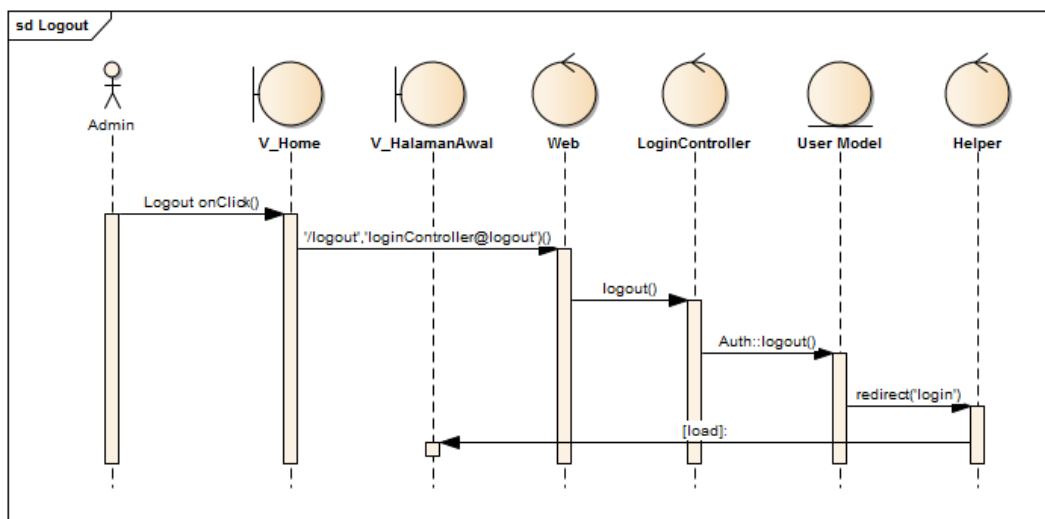 sd Logout
Admin
V_Home
V_HalamanAwal
Web
LoginController
User Model
Helper
Logout onClick()
'/logout','loginController@logout')()
logout()
Auth::logout()
redirect('login')
[load]: